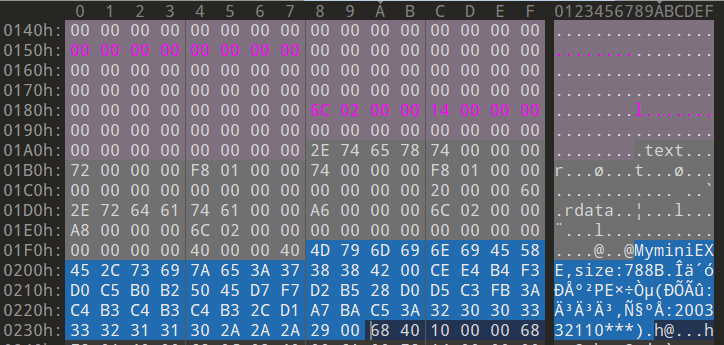 0 1 2 3 4 5 6 7 8 9 A B C D E F 0123456789ABCDEF
0140h: 00 00 00 00 00 00 00 00 00 00 00 00 00 00 00 00 ................
0150h: 00 00 00 00 00 00 00 00 00 00 00 00 00 00 00 00 ................
0160h: 00 00 00 00 00 00 00 00 00 00 00 00 00 00 00 00 ................
0170h: 00 00 00 00 00 00 00 00 00 00 00 00 00 00 00 00 ................
0180h: 00 00 00 00 00 00 00 00 6C 02 00 00 14 00 00 00 ........l.......
0190h: 00 00 00 00 00 00 00 00 00 00 00 00 00 00 00 00 ................
01A0h: 00 00 00 00 00 00 00 00 2E 74 65 78 74 00 00 00 .........text...
01B0h: 72 00 00 00 F8 01 00 00 74 00 00 00 F8 01 00 00 r...ø...t...ø...
01C0h: 00 00 00 00 00 00 00 00 00 00 00 00 20 00 00 60 ............ ..`
01D0h: 2E 72 64 61 74 61 00 00 A6 00 00 00 6C 02 00 00 .rdata..¦...l...
01E0h: A8 00 00 00 6C 02 00 00 00 00 00 00 00 00 00 00 ¨...l...........
01F0h: 00 00 00 00 40 00 00 40 4D 79 6D 69 6E 69 45 58 ....@..@MyminiEX
0200h: 45 2C 73 69 7A 65 3A 37 38 38 42 00 CE E4 B4 F3 E,size:788B.Îä´ó
0210h: D0 C5 B0 B2 50 45 D7 F7 D2 B5 28 D0 D5 C3 FB 3A ÐÅ°²PE×÷Òµ(ÐÕÃû:
0220h: C4 B3 C4 B3 C4 B3 2C D1 A7 BA C5 3A 32 30 30 33 Ä³Ä³Ä³,Ñ§ºÅ:2003
0230h: 33 32 31 31 30 2A 2A 2A 29 00 68 40 10 00 00 68 32110***).h@...h